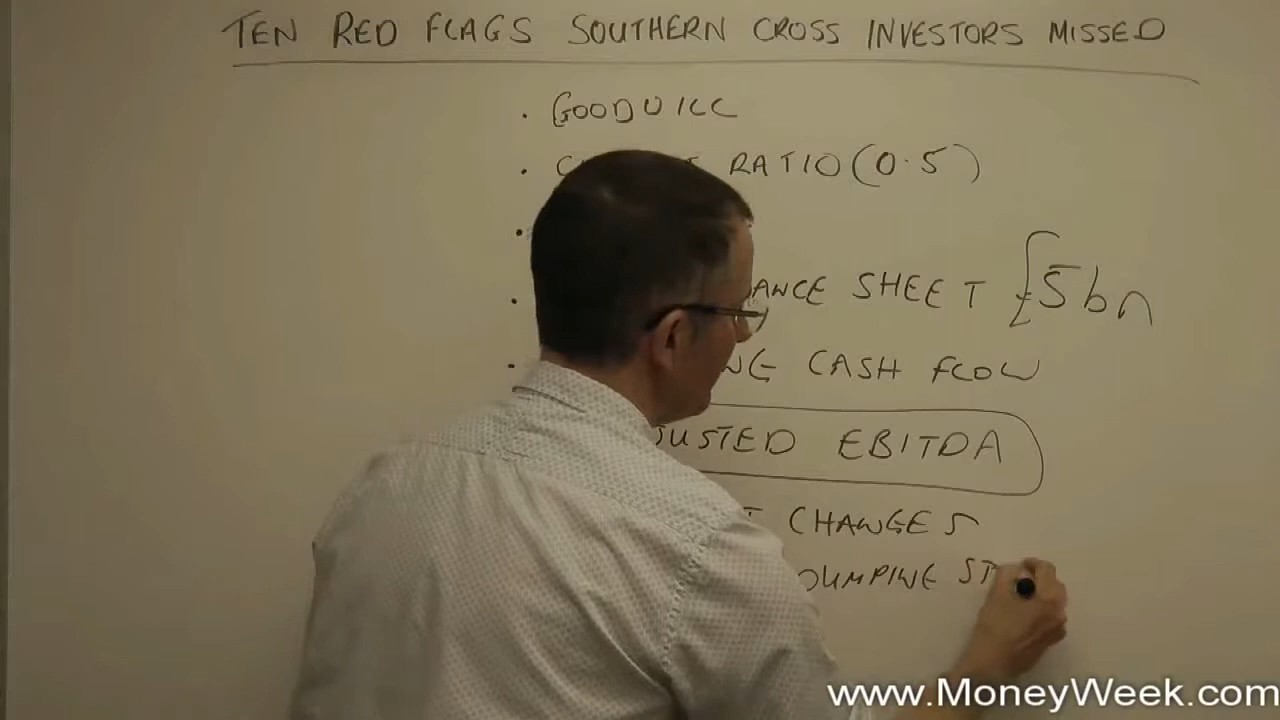 TEN RED FLAGS SOUTHERN CROSS INVESTORS MISSED
. GOODWILL
. RATIO (0.5)
.
. ANCE SHEET £5bn
. NG CASH FLOW
USTED EBITDA
T CHANGES
DUMPING ST
www.MoneyWeek.com